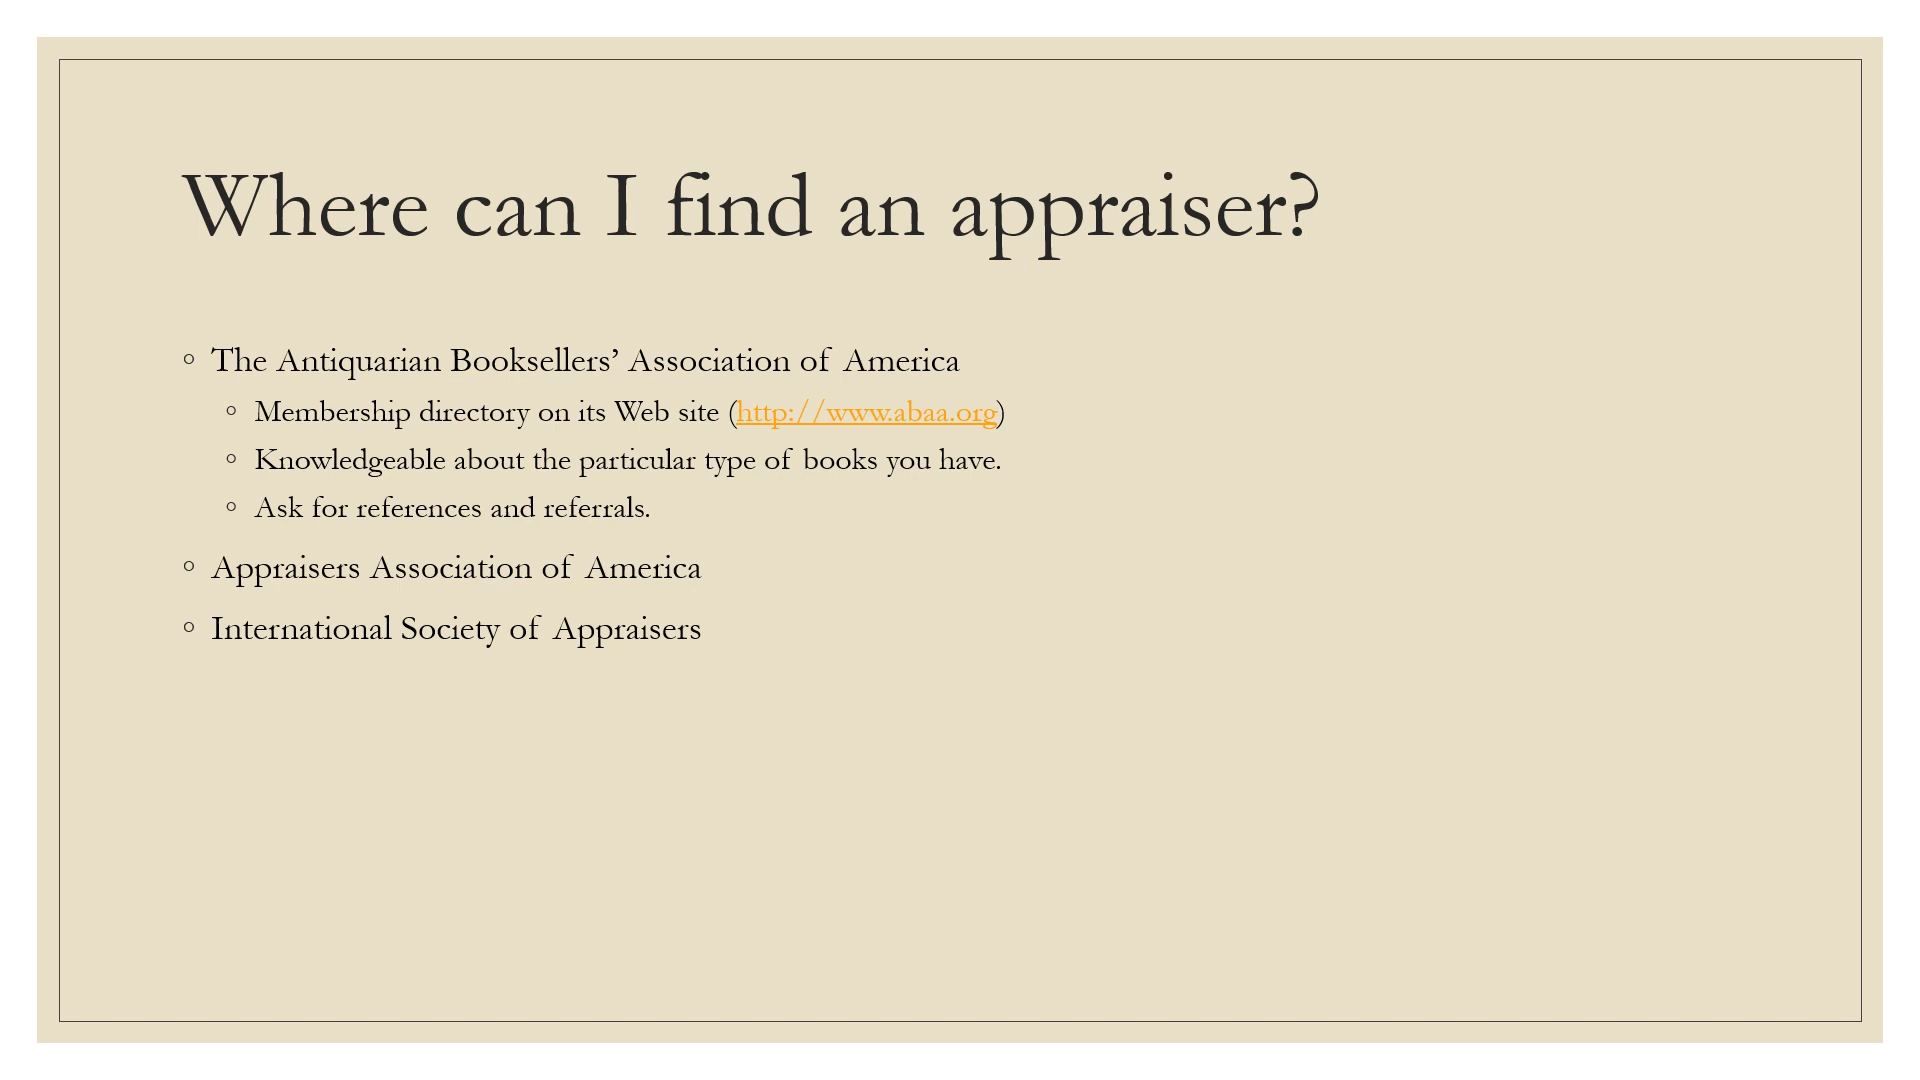 Where can I find an appraiser?
◦ The Antiquarian Booksellers’ Association of America
◦ Membership directory on its Web site (http://www.abaa.org)
◦ Knowledgeable about the particular type of books you have.
◦ Ask for references and referrals.
◦ Appraisers Association of America
◦ International Society of Appraisers